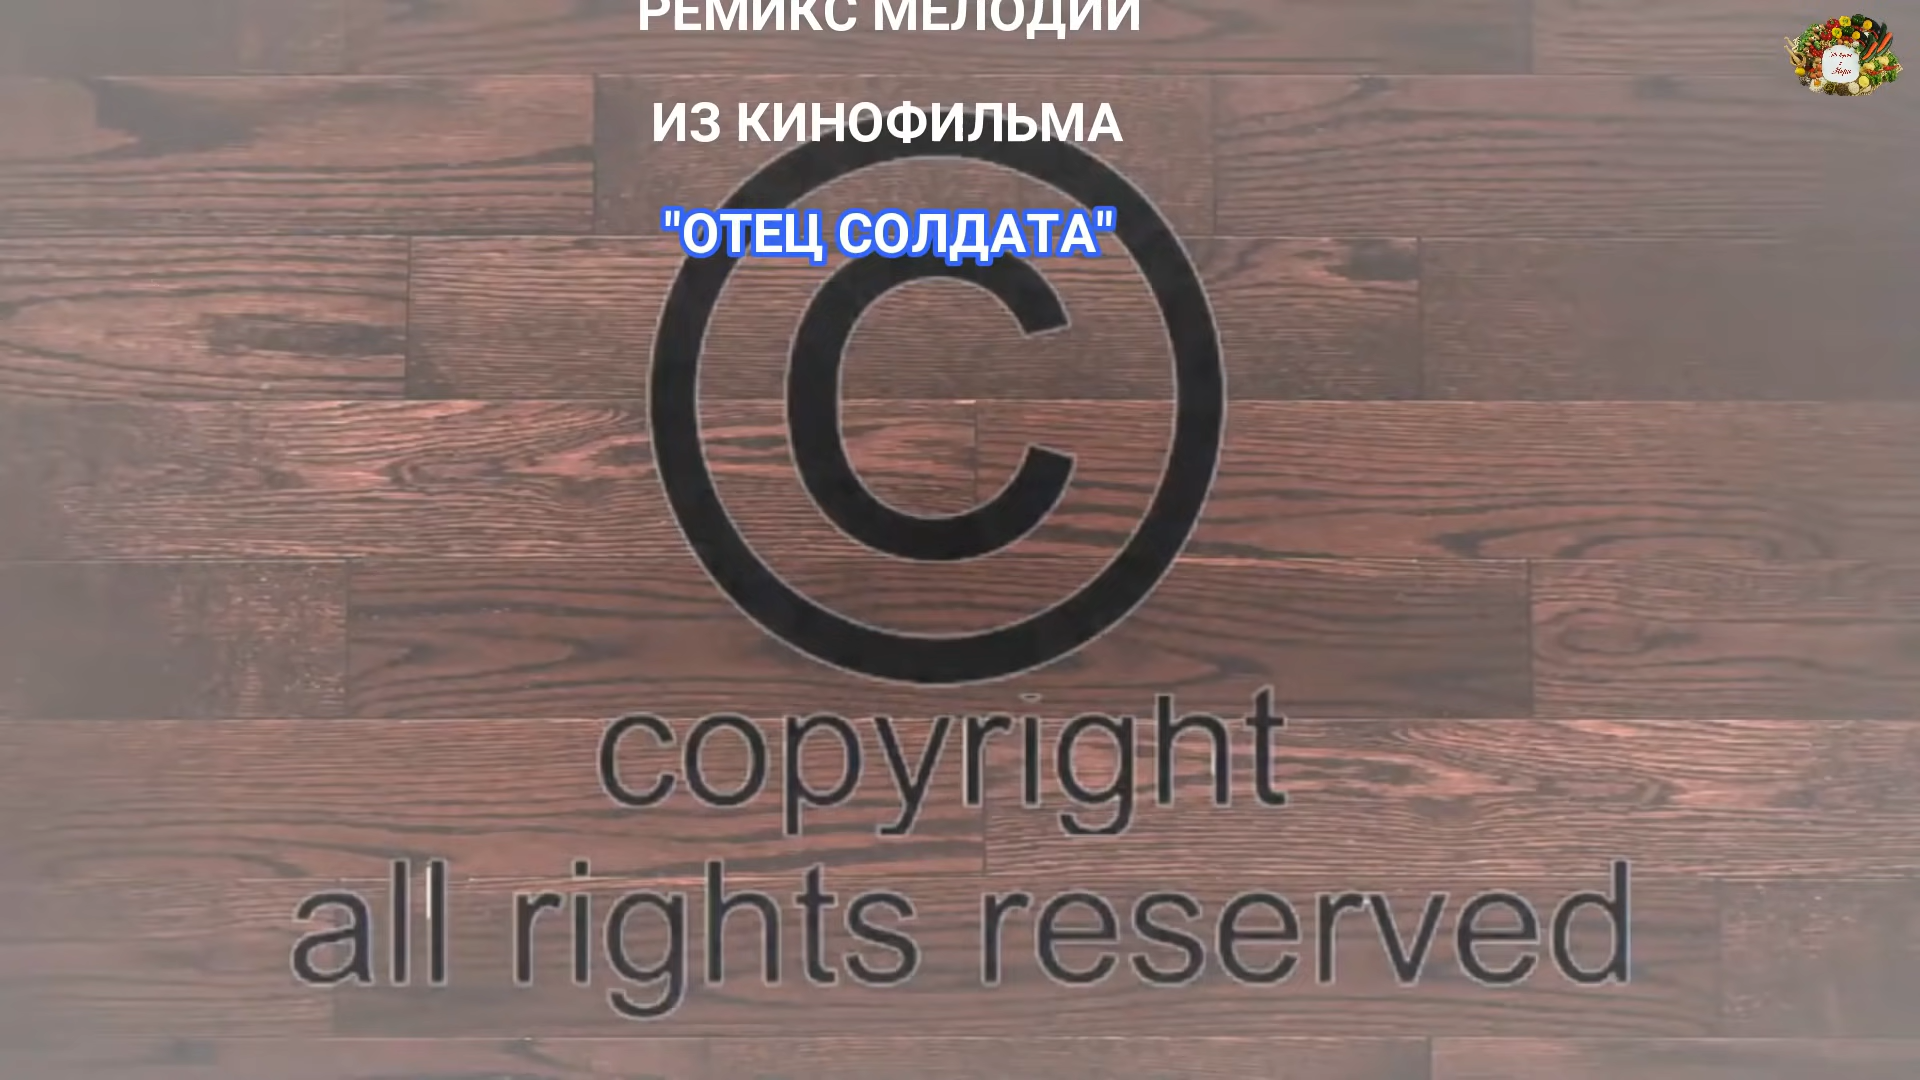 РЕМИКС МЕЛОДИИ
ИЗ КИНОФИЛЬМА
"ОТЕЦ СОЛДАТА"
copyright
all rights reserved